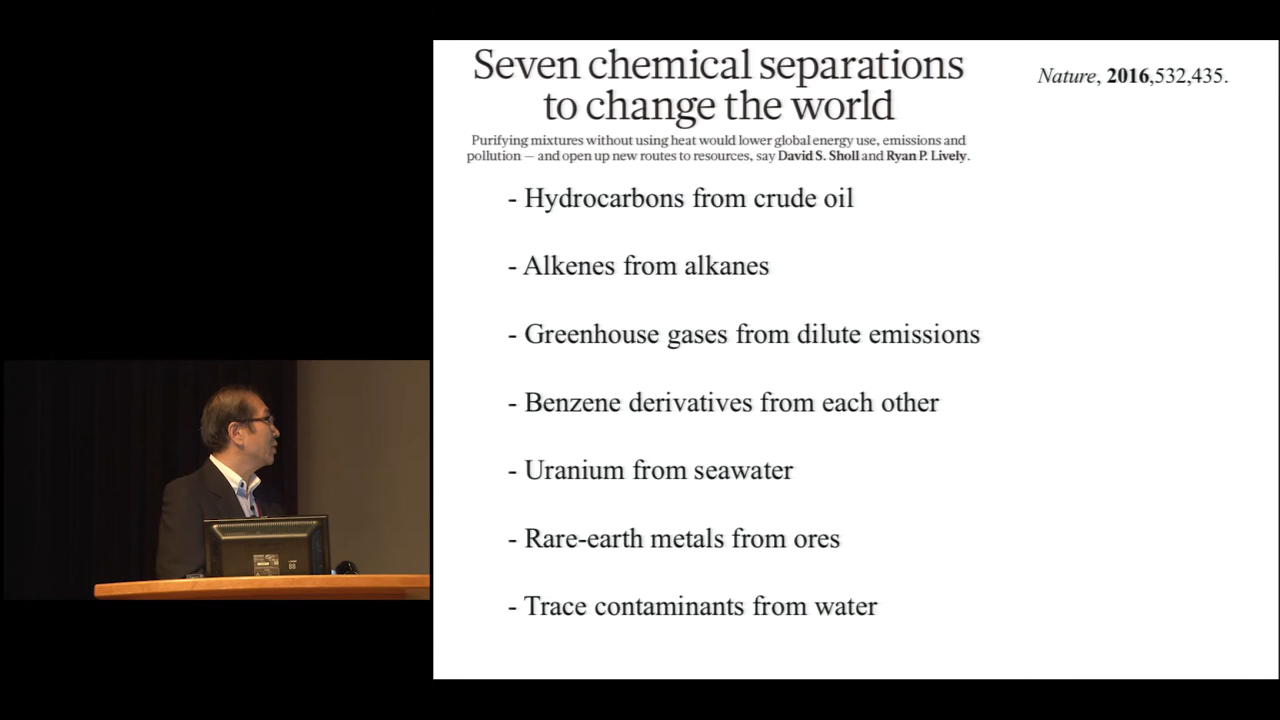 Seven chemical separations
to change the world
Nature, 2016,532,435.
Purifying mixtures without using heat would lower global energy use, emissions and
pollution — and open up new routes to resources, say David S. Sholl and Ryan P. Lively.
- Hydrocarbons from crude oil
- Alkenes from alkanes
- Greenhouse gases from dilute emissions
- Benzene derivatives from each other
- Uranium from seawater
- Rare-earth metals from ores
- Trace contaminants from water